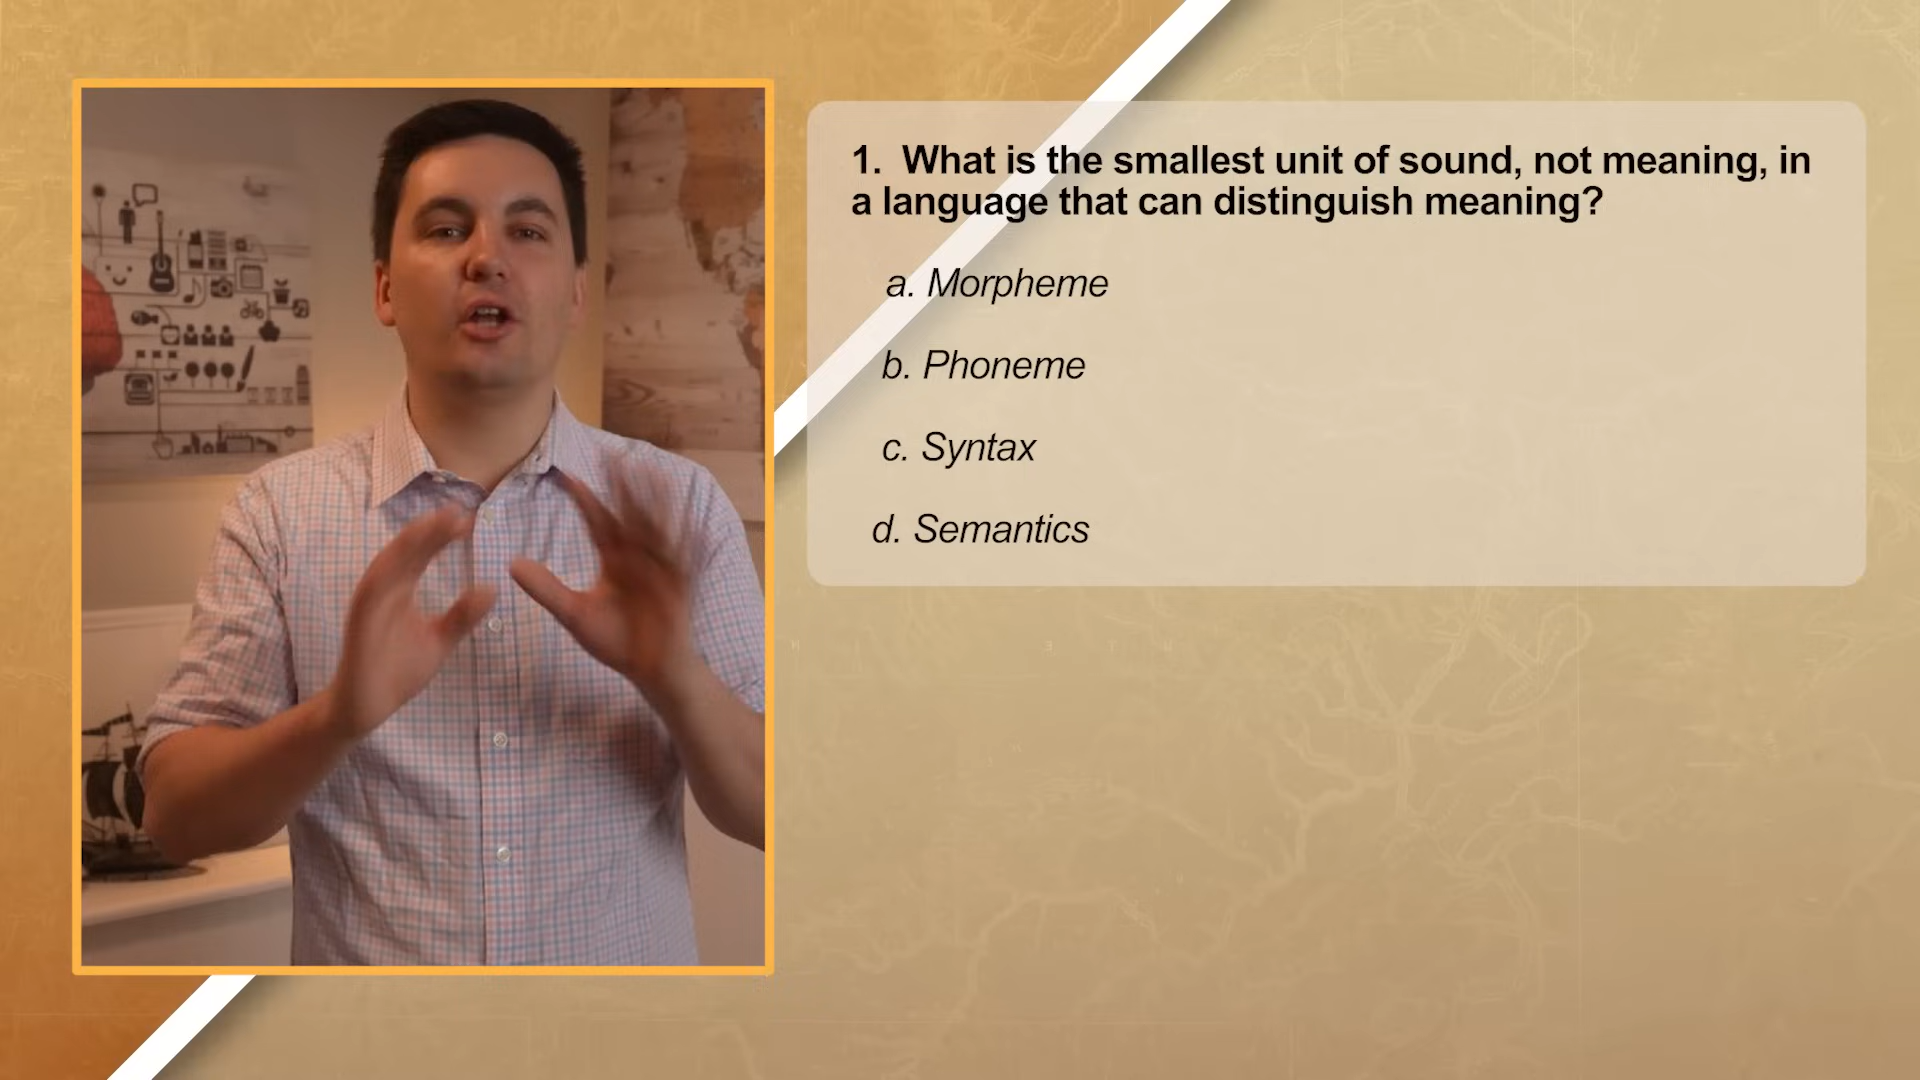 1. What is the smallest unit of sound, not meaning, in
a language that can distinguish meaning?
a. Morpheme
b. Phoneme
c. Syntax
d. Semantics